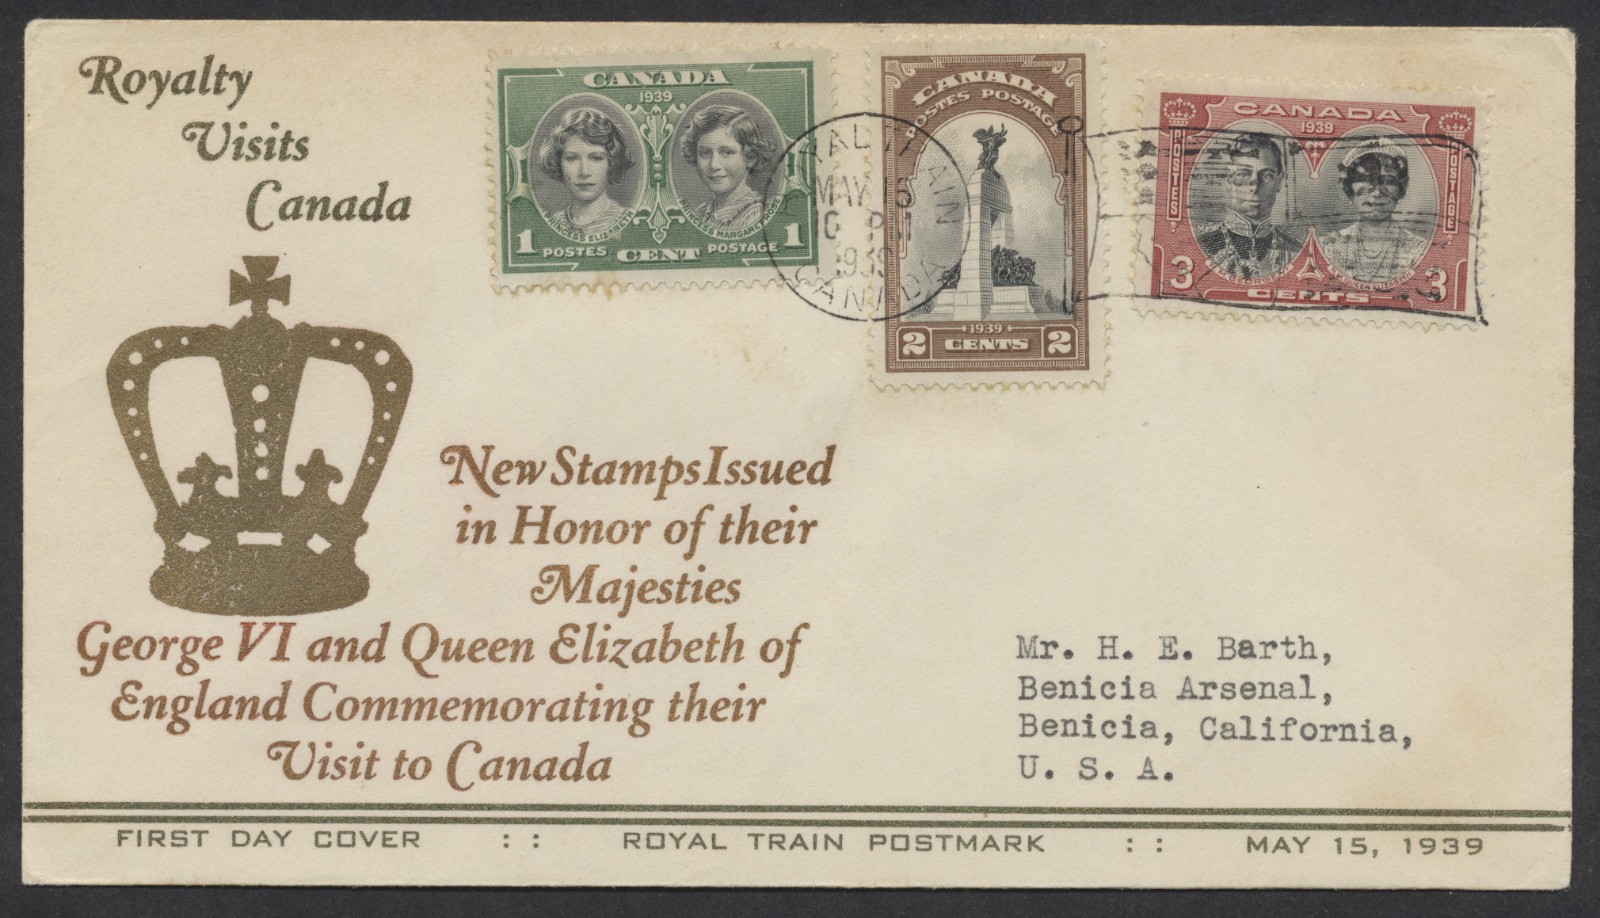 Royalty
Visits
Canada
CANADA
1939
PRINCESS ELIZABETH
PRINCESS MARGARET ROSE
1 POSTES CENT POSTAGE 1
CANADA
POSTES POSTAGE
1939
2 CENTS 2
MAY 15
PM
1939
CANADA
CANADA
1939
POSTES
POSTAGE
QUEEN ELIZABETH
3 CENTS 3
New Stamps Issued
in Honor of their
Majesties
George VI and Queen Elizabeth of
England Commemorating their
Visit to Canada
Mr. H. E. Barth,
Benicia Arsenal,
Benicia, California,
U. S. A.
FIRST DAY COVER :: ROYAL TRAIN POSTMARK :: MAY 15, 1939